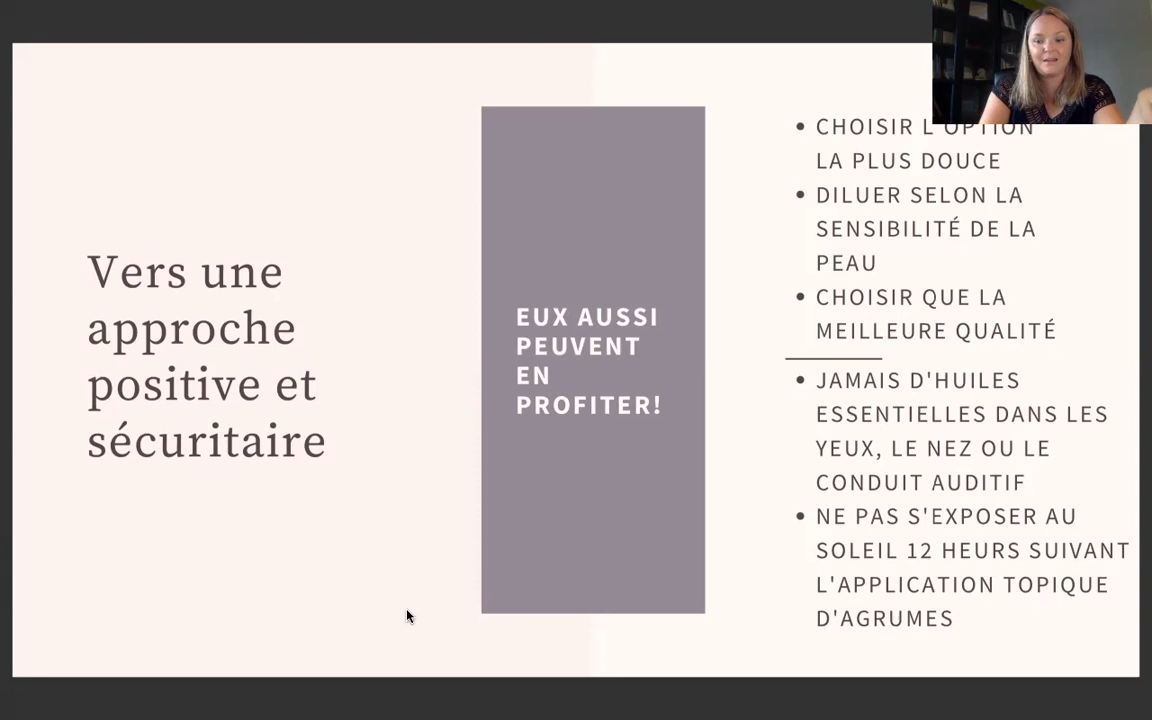 Vers une
approche
positive et
sécuritaire
EUX AUSSI
PEUVENT
EN
PROFITER!
CHOISIR L'OPTION
LA PLUS DOUCE
DILUER SELON LA
SENSIBILITÉ DE LA
PEAU
CHOISIR QUE LA
MEILLEURE QUALITÉ
JAMAIS D'HUILES
ESSENTIELLES DANS LES
YEUX, LE NEZ OU LE
CONDUIT AUDITIF
NE PAS S'EXPOSER AU
SOLEIL 12 HEURS SUIVANT
L'APPLICATION TOPIQUE
D'AGRUMES